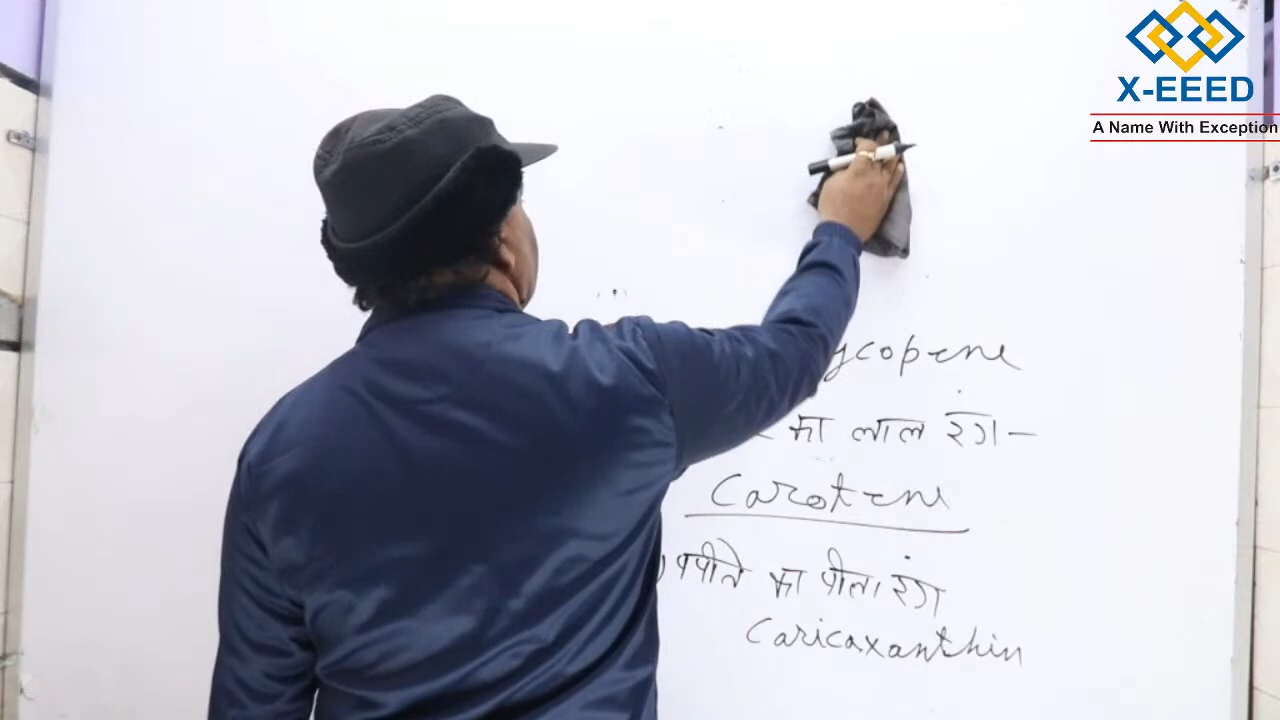 X-EEED
A Name With Exception
ycopene
का लाल रंग-
Carotene
पपीते का पीला रंग
Caricaxanthin